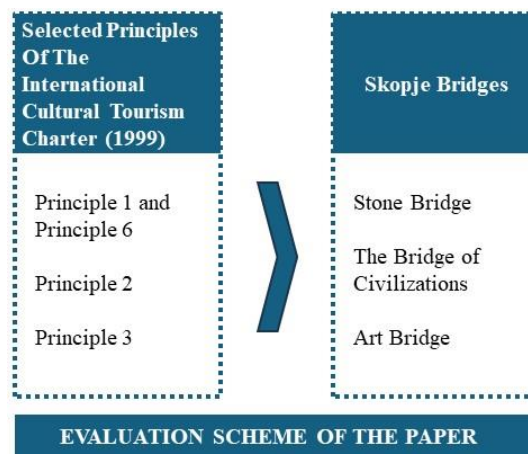 Selected Principles
Of The
International
Cultural Tourism
Charter (1999)
Principle 1 and
Principle 6
Principle 2
Principle 3
Skopje Bridges
Stone Bridge
The Bridge of
Civilizations
Art Bridge
EVALUATION SCHEME OF THE PAPER